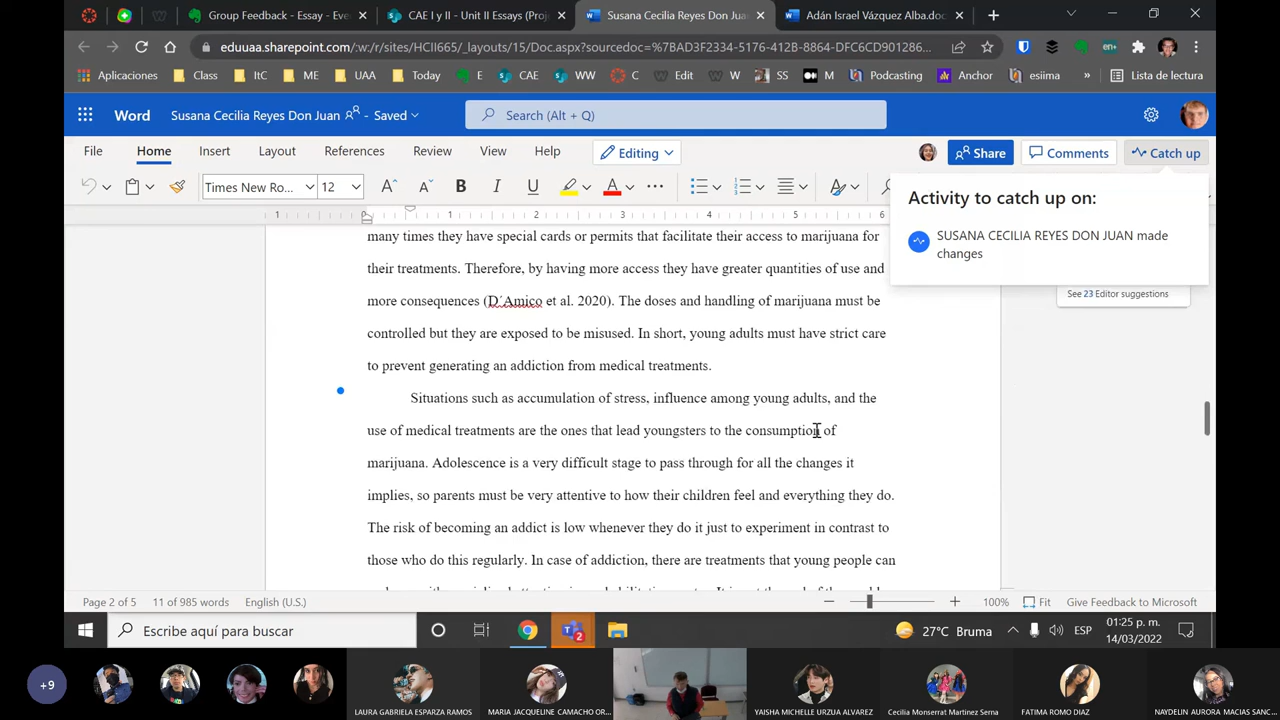 Group Feedback - Essay - Eve
CAE I y II - Unit II Essays (Proj
Susana Cecilia Reyes Don Jua
Adán Israel Vázquez Alba.doc
eduuaa.sharepoint.com/:w:/r/sites/HCII665/_layouts/15/Doc.aspx?sourcedoc=%7BAD3F2334-5176-412B-8864-DFC6CD901286...
Aplicaciones Class ItC ME UAA Today E CAE WW C Edit W SS M Podcasting Anchor esiima » Lista de lectura
Word Susana Cecilia Reyes Don Juan - Saved Search (Alt + Q)
File Home Insert Layout References Review View Help Editing Share Comments Catch up
Times New Ro... 12 A A B I U A ...
Activity to catch up on:
SUSANA CECILIA REYES DON JUAN made
changes
See 23 Editor suggestions
1 0 1 2 3 4 5 6
many times they have special cards or permits that facilitate their access to marijuana for
their treatments. Therefore, by having more access they have greater quantities of use and
more consequences (D´Amico et al. 2020). The doses and handling of marijuana must be
controlled but they are exposed to be misused. In short, young adults must have strict care
to prevent generating an addiction from medical treatments.
Situations such as accumulation of stress, influence among young adults, and the
use of medical treatments are the ones that lead youngsters to the consumption of
marijuana. Adolescence is a very difficult stage to pass through for all the changes it
implies, so parents must be very attentive to how their children feel and everything they do.
The risk of becoming an addict is low whenever they do it just to experiment in contrast to
those who do this regularly. In case of addiction, there are treatments that young people can
Page 2 of 5 11 of 985 words English (U.S.) 100% Fit Give Feedback to Microsoft
Escribe aquí para buscar 2 27°C Bruma ESP 01:25 p. m.
14/03/2022
+9
LAURA GABRIELA ESPARZA RAMOS
MARIA JACQUELINE CAMACHO OR...
YAISHA MICHELLE URZUA ALVAREZ
Cecilia Monserrat Martinez Serna
FATIMA ROMO DIAZ
NAYDELIN AURORA MACIAS SAN...